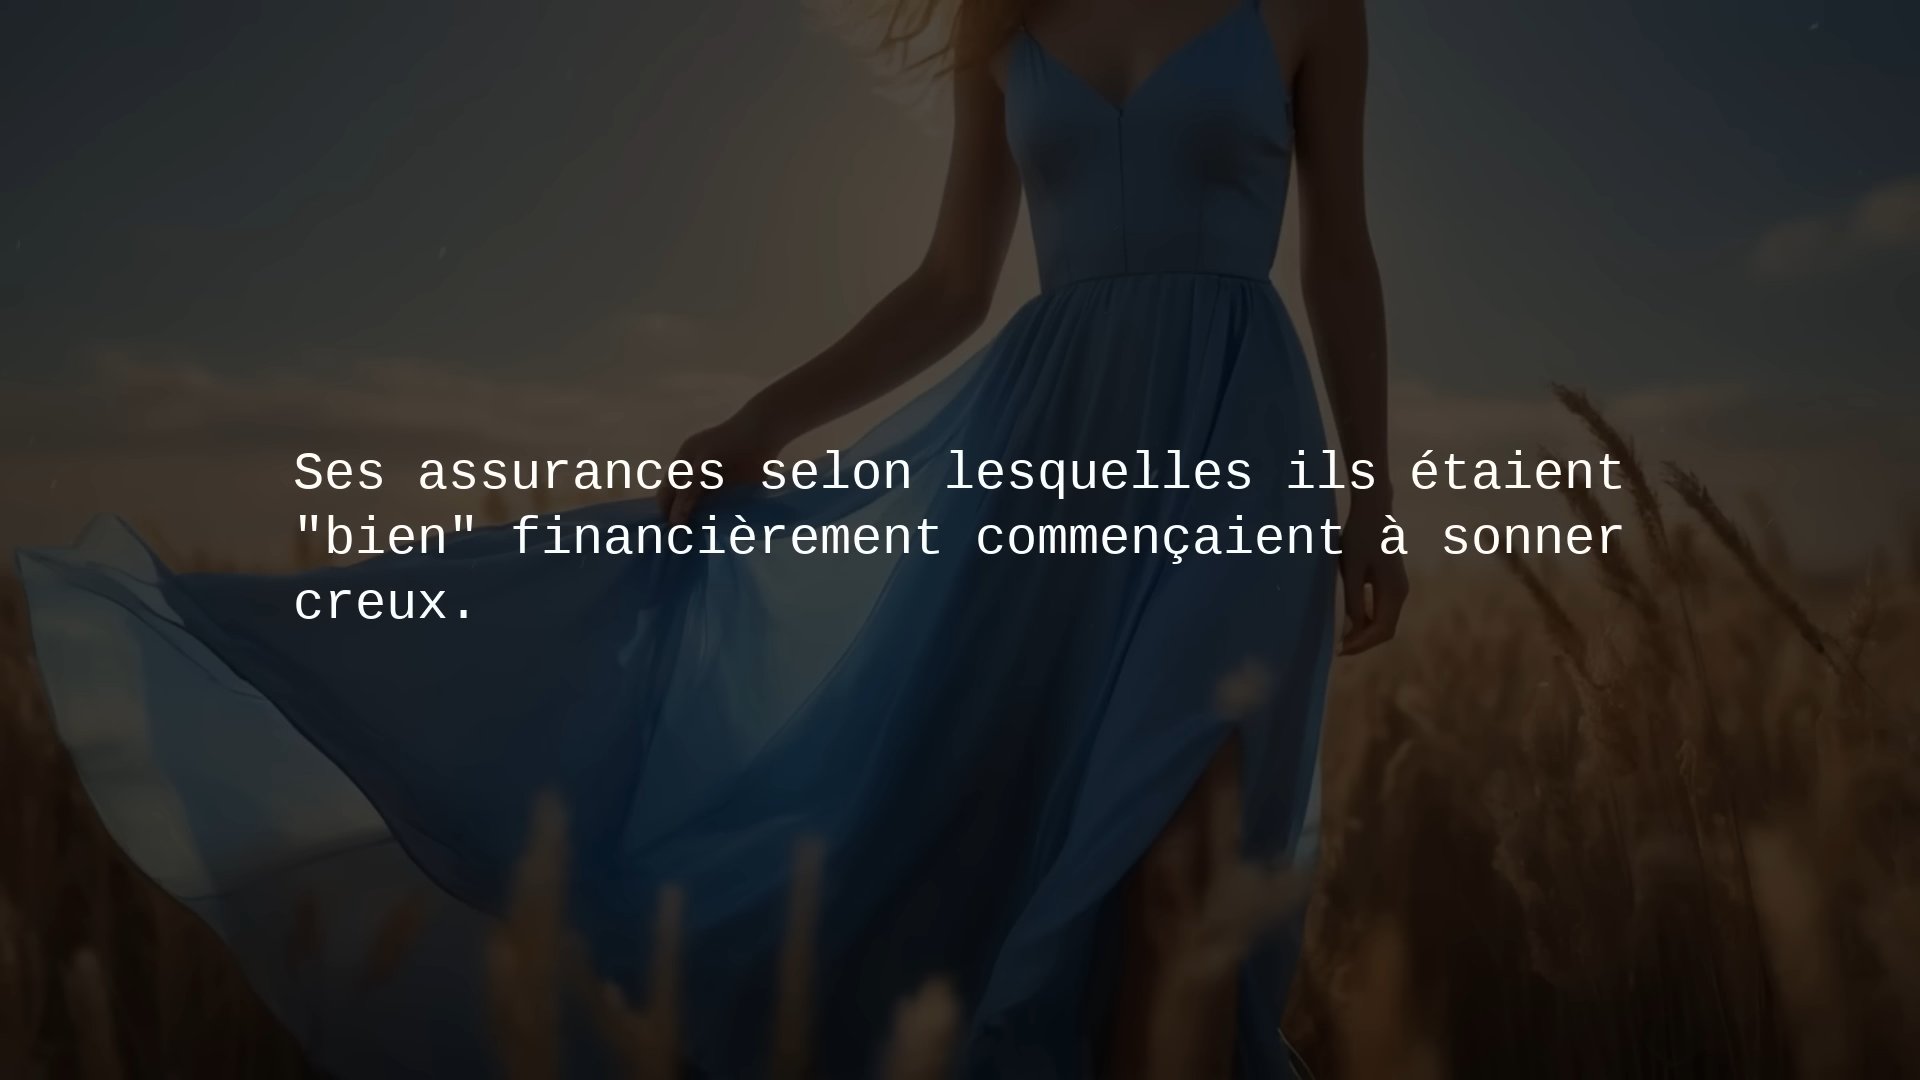 Ses assurances selon lesquelles ils étaient
"bien" financièrement commençaient à sonner
creux.